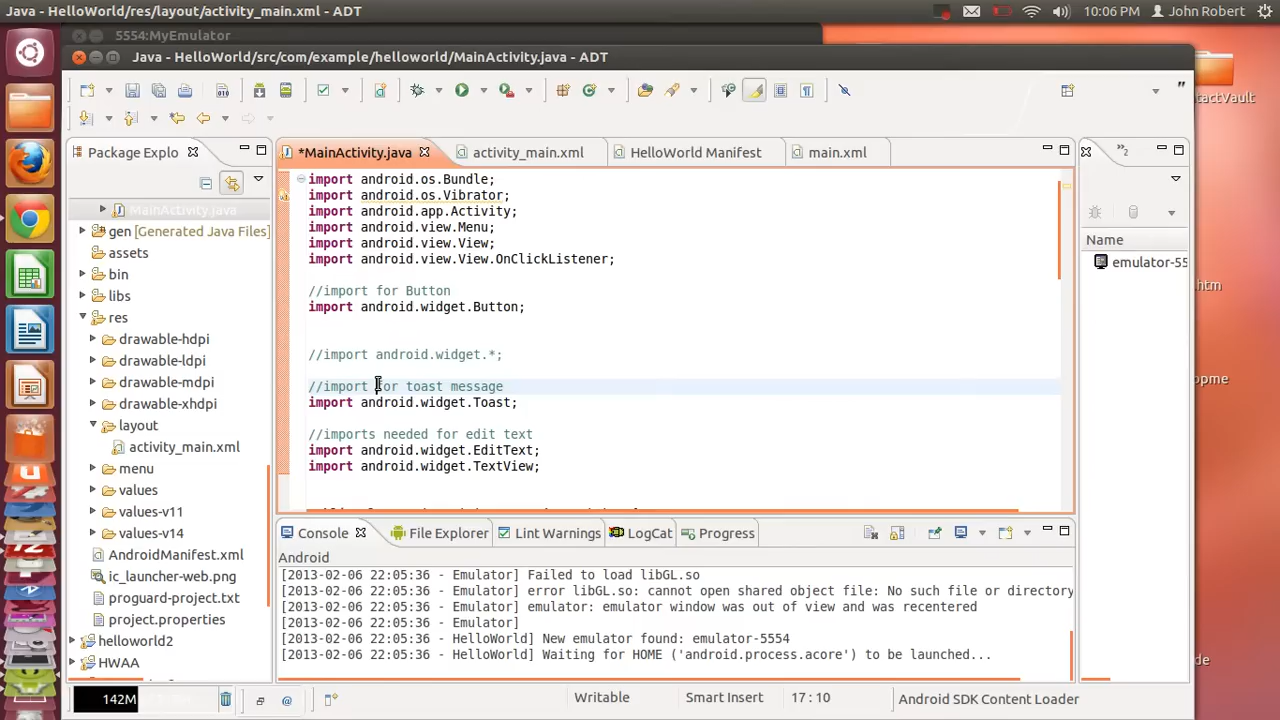 Java - HelloWorld/res/layout/activity_main.xml - ADT
10:06 PM
John Robert
5554:MyEmulator
Java - HelloWorld/src/com/example/helloworld/MainActivity.java - ADT
Package Explo
*MainActivity.java
activity_main.xml
HelloWorld Manifest
main.xml
2
MainActivity.java
gen [Generated Java Files]
assets
bin
libs
res
drawable-hdpi
drawable-ldpi
drawable-mdpi
drawable-xhdpi
layout
activity_main.xml
menu
values
values-v11
values-v14
AndroidManifest.xml
ic_launcher-web.png
proguard-project.txt
project.properties
helloworld2
HWAA
import android.os.Bundle;
import android.os.Vibrator;
import android.app.Activity;
import android.view.Menu;
import android.view.View;
import android.view.View.OnClickListener;
//import for Button
import android.widget.Button;
//import android.widget.*;
//import for toast message
import android.widget.Toast;
//imports needed for edit text
import android.widget.EditText;
import android.widget.TextView;
Name
emulator-55
tactVault
.htm
opme
de
Console
File Explorer
Lint Warnings
LogCat
Progress
Android
[2013-02-06 22:05:36 - Emulator] Failed to load libGL.so
[2013-02-06 22:05:36 - Emulator] error libGL.so: cannot open shared object file: No such file or directory
[2013-02-06 22:05:36 - Emulator] emulator: emulator window was out of view and was recentered
[2013-02-06 22:05:36 - Emulator]
[2013-02-06 22:05:38 - HelloWorld] New emulator found: emulator-5554
[2013-02-06 22:05:38 - HelloWorld] Waiting for HOME ('android.process.acore') to be launched...
142M
Writable
Smart Insert
17 : 10
Android SDK Content Loader